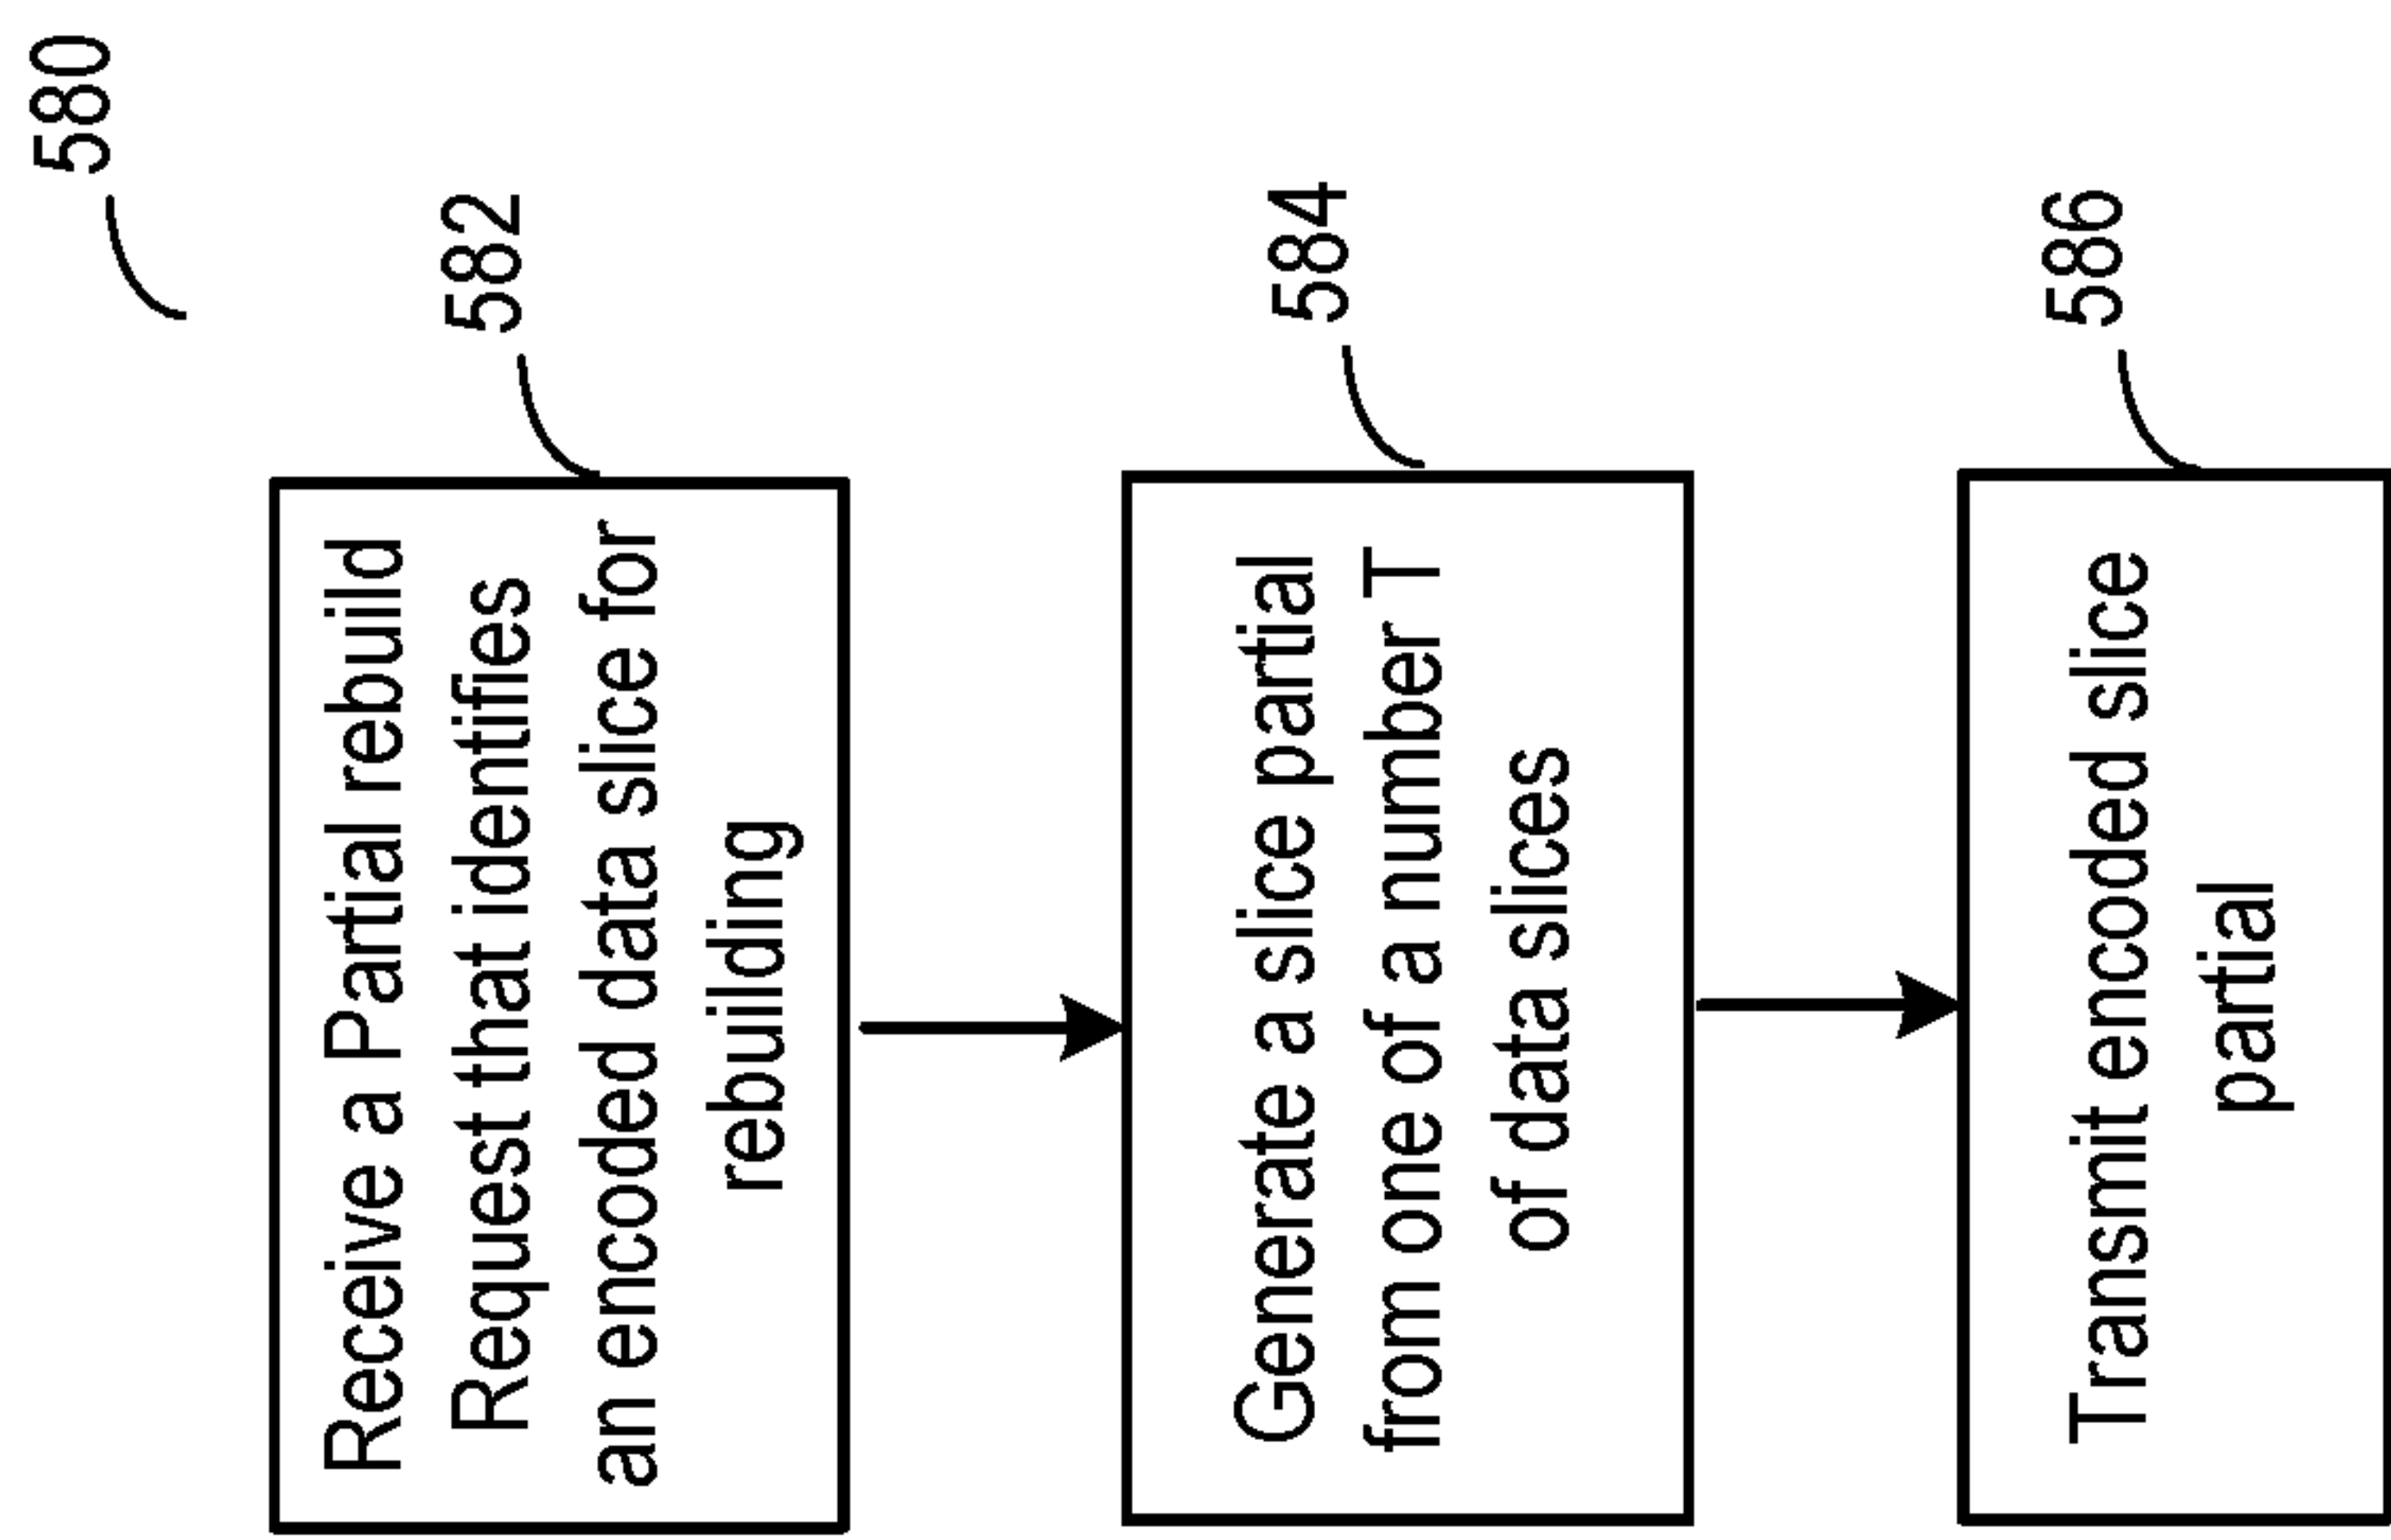 580
582
Receive a Partial rebuild
Request that identifies
an encoded data slice for
rebuilding
584
Generate a slice partial
from one of a number T
of data slices
586
Transmit encoded slice
partial